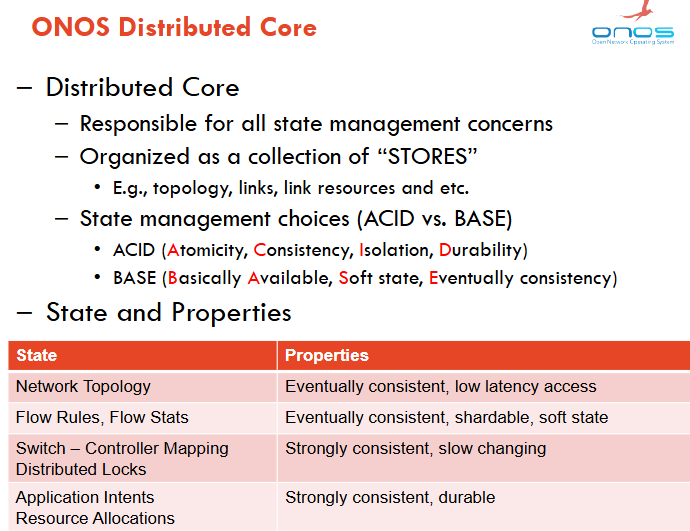 ONOS Distributed Core
onos
Open Network Operating System
– Distributed Core
– Responsible for all state management concerns
– Organized as a collection of “STORES”
• E.g., topology, links, link resources and etc.
– State management choices (ACID vs. BASE)
• ACID (Atomicity, Consistency, Isolation, Durability)
• BASE (Basically Available, Soft state, Eventually consistency)
– State and Properties
State Properties
Network Topology Eventually consistent, low latency access
Flow Rules, Flow Stats Eventually consistent, shardable, soft state
Switch – Controller Mapping Strongly consistent, slow changing
Distributed Locks
Application Intents Strongly consistent, durable
Resource Allocations